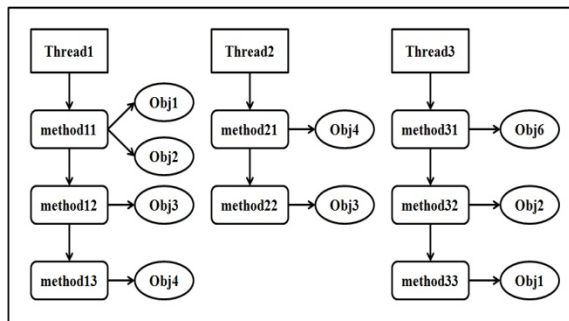 Thread1
Thread2
Thread3
Obj1
method11
Obj2
method21
Obj4
method31
Obj6
method12
Obj3
method22
Obj3
method32
Obj2
method13
Obj4
method33
Obj1